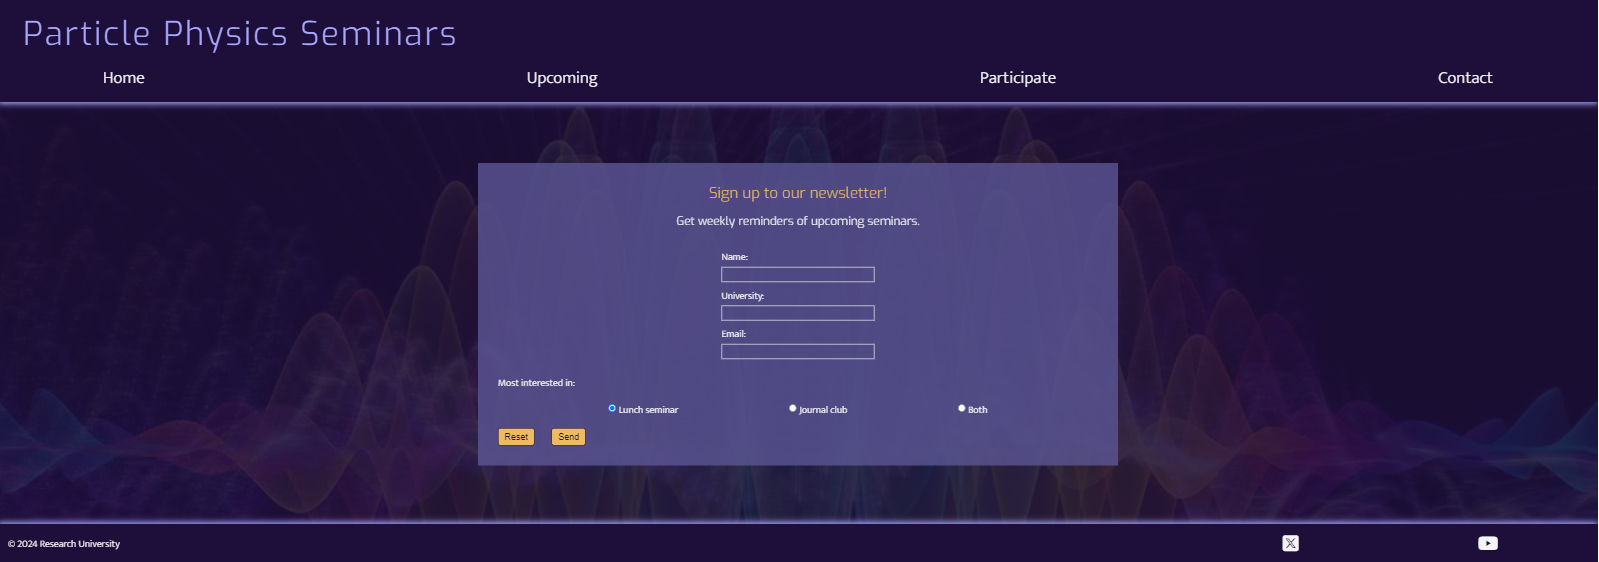 Particle Physics Seminars
Home Upcoming Participate Contact
Sign up to our newsletter!
Get weekly reminders of upcoming seminars.
Name:
University:
Email:
Most interested in:
Lunch seminar Journal club Both
Reset Send
© 2024 Research University